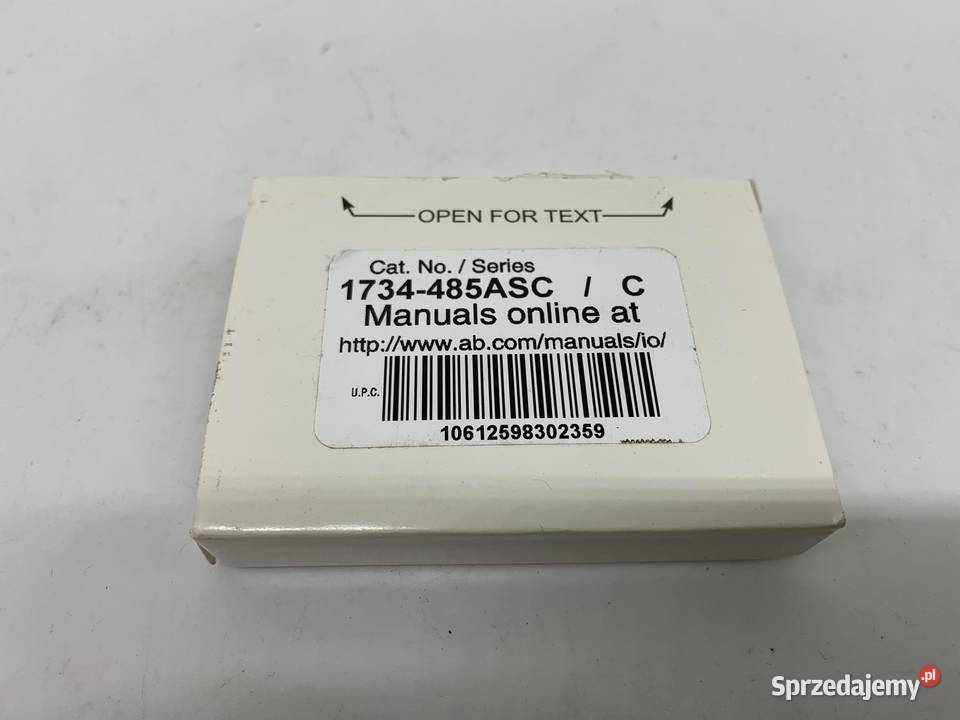 OPEN FOR TEXT
Cat. No. / Series
1734-485ASC / C
Manuals online at
http://www.ab.com/manuals/io/
U.P.C.
10612598302359
Sprzedajemy.pl